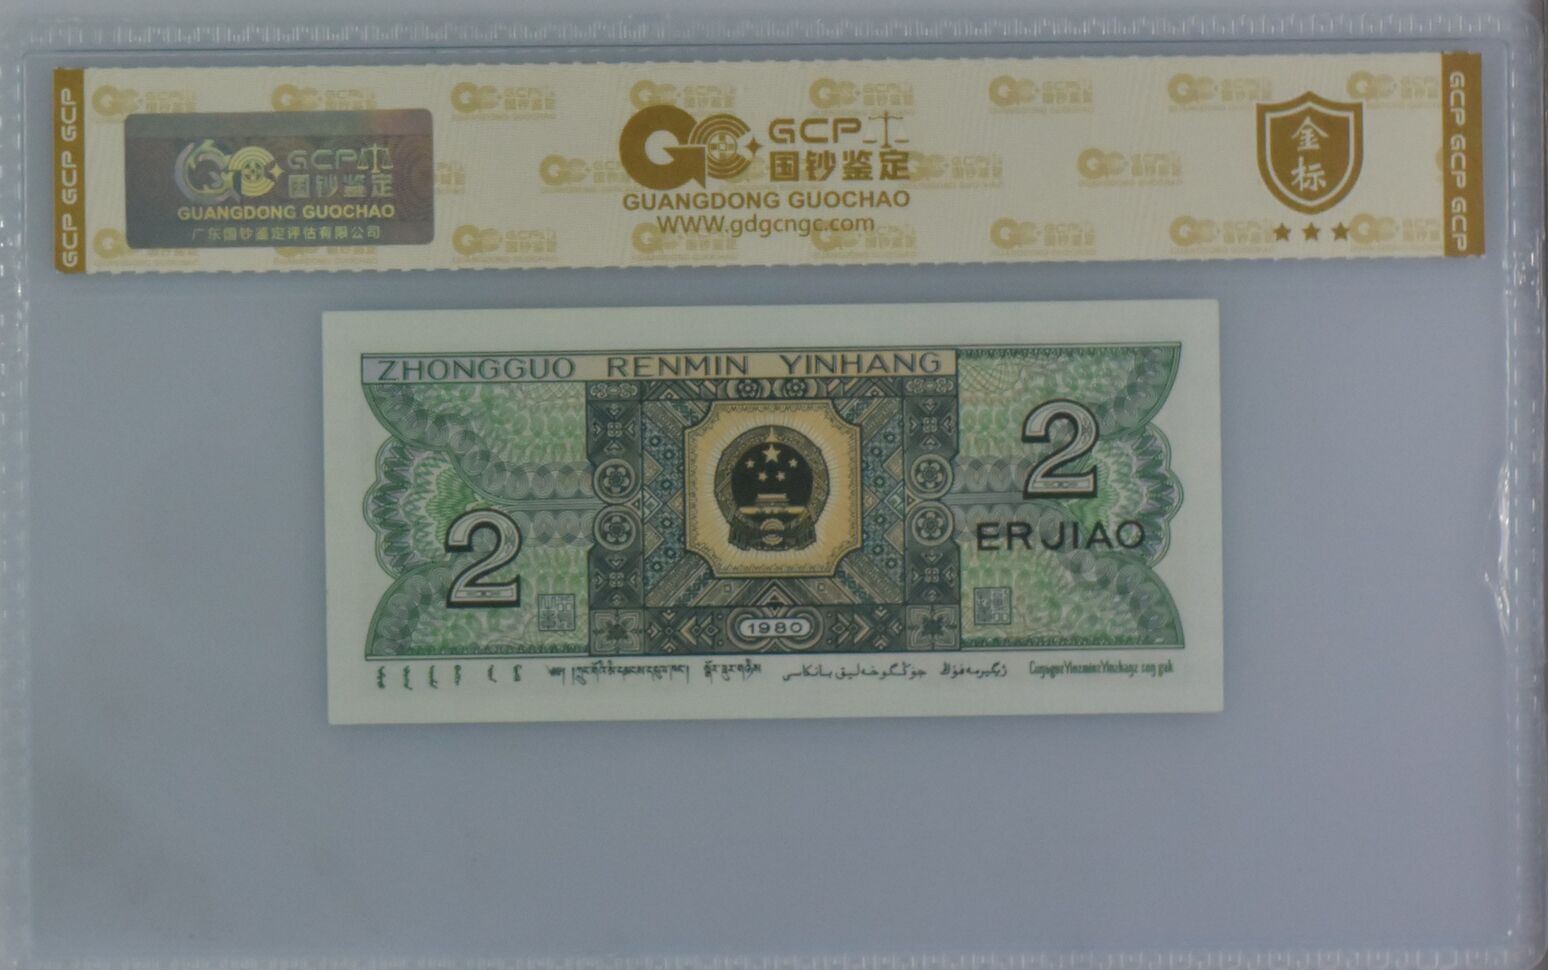 GCP GCP GCP
GCP
国钞鉴定
GUANGDONG GUOCHAO
广东国钞鉴定评估有限公司
GCP
国钞鉴定
GUANGDONG GUOCHAO
WWW.gdgcngc.com
金标
GCP GCP GCP
ZHONGGUO RENMIN YINHANG
2
ERJIAO
2
1980